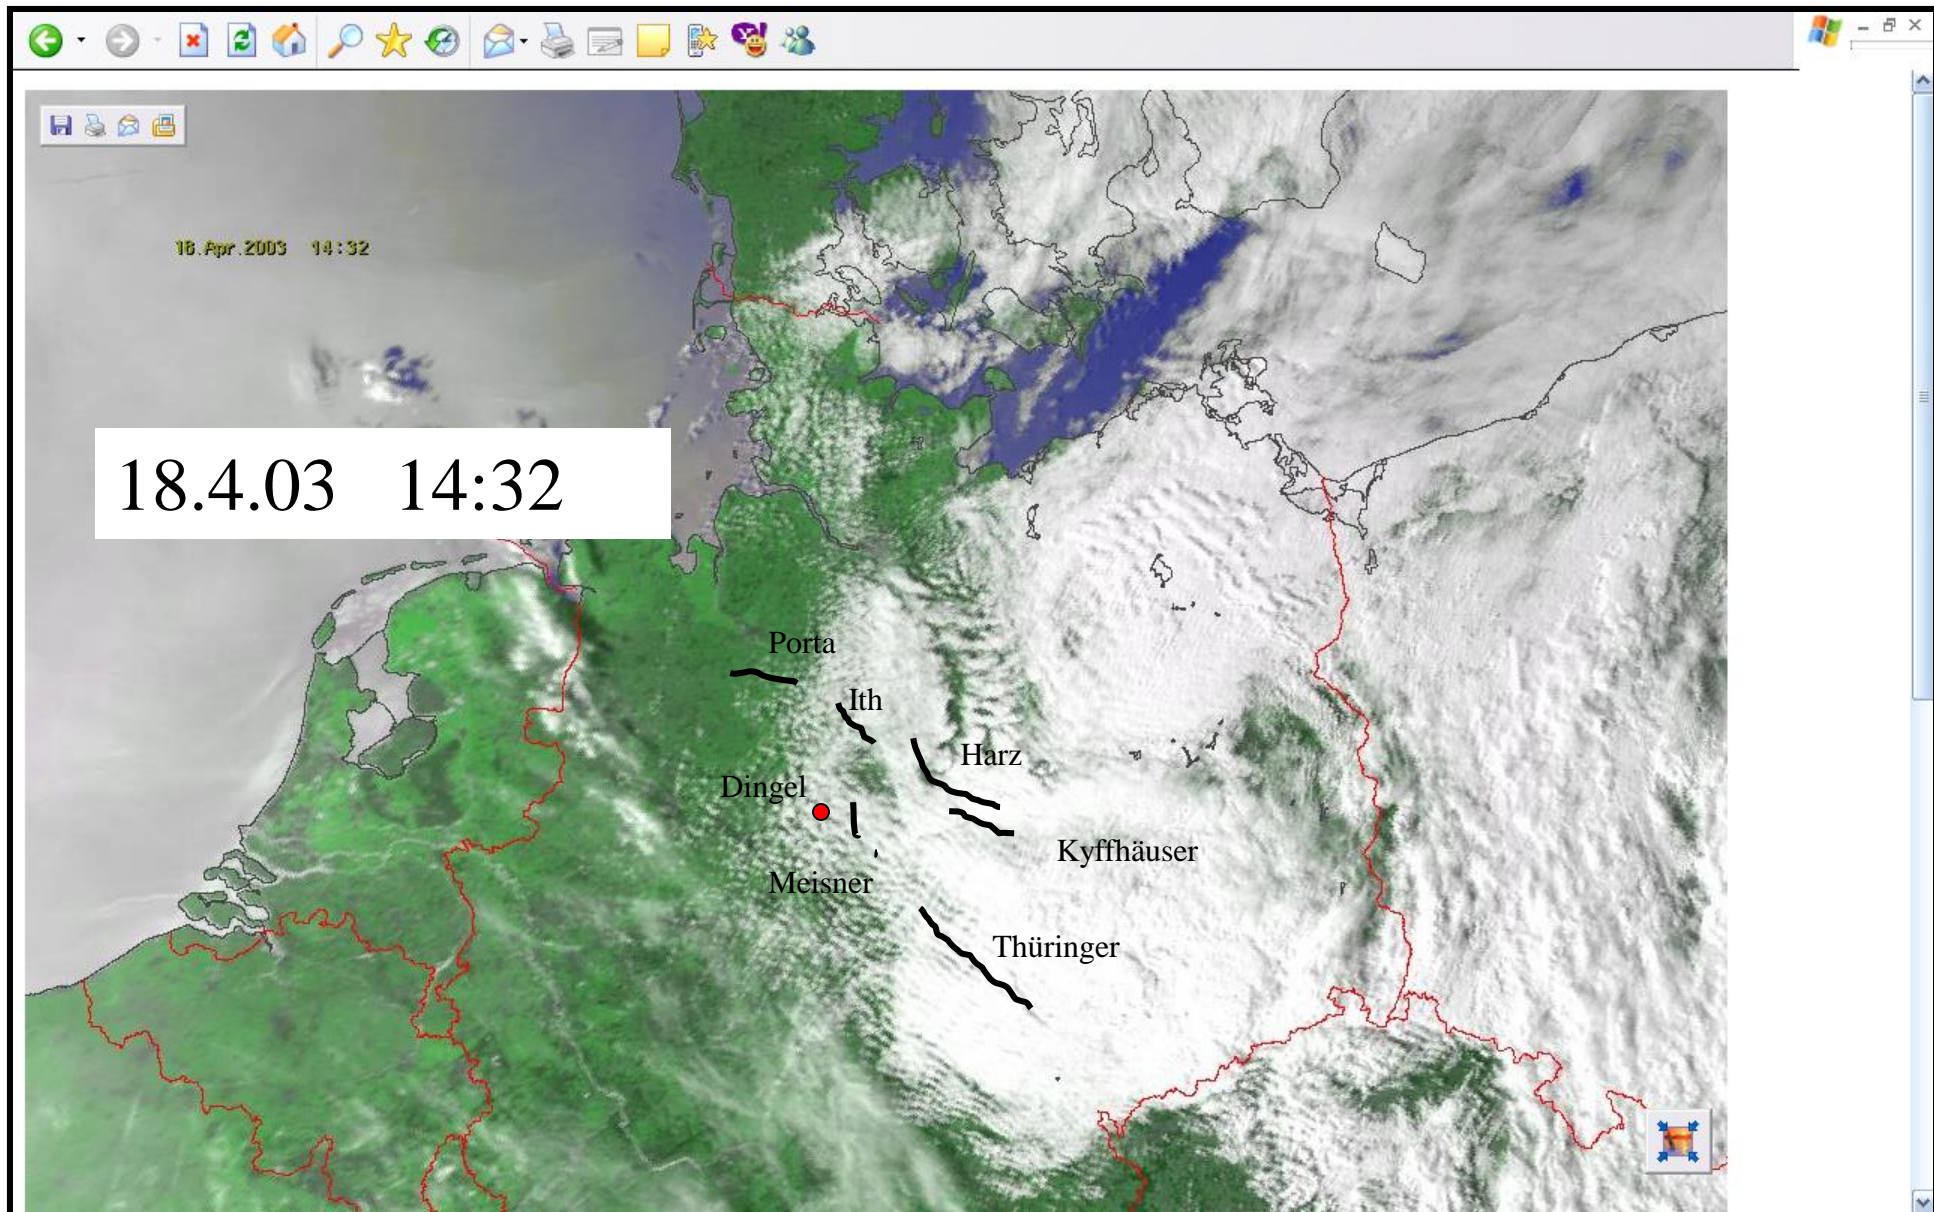 18.Apr.2003 14:32
18.4.03 14:32
Porta
Ith
Harz
Dingel
Kyffhäuser
Meisner
Thüringer